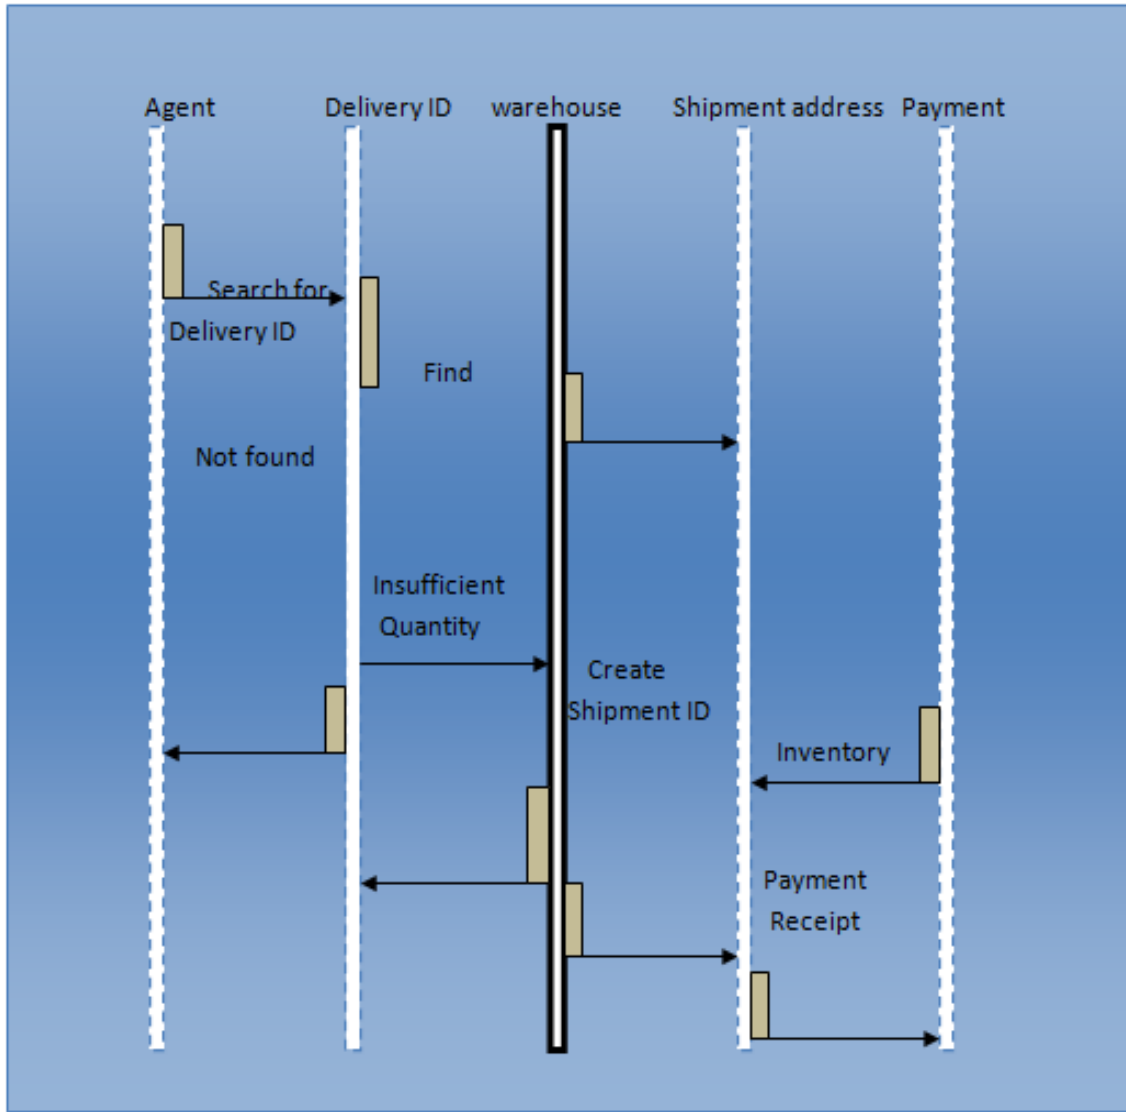 Agent
Delivery ID
warehouse
Shipment address
Payment
Search for
Delivery ID
Find
Not found
Insufficient
Quantity
Create
Shipment ID
Inventory
Payment
Receipt